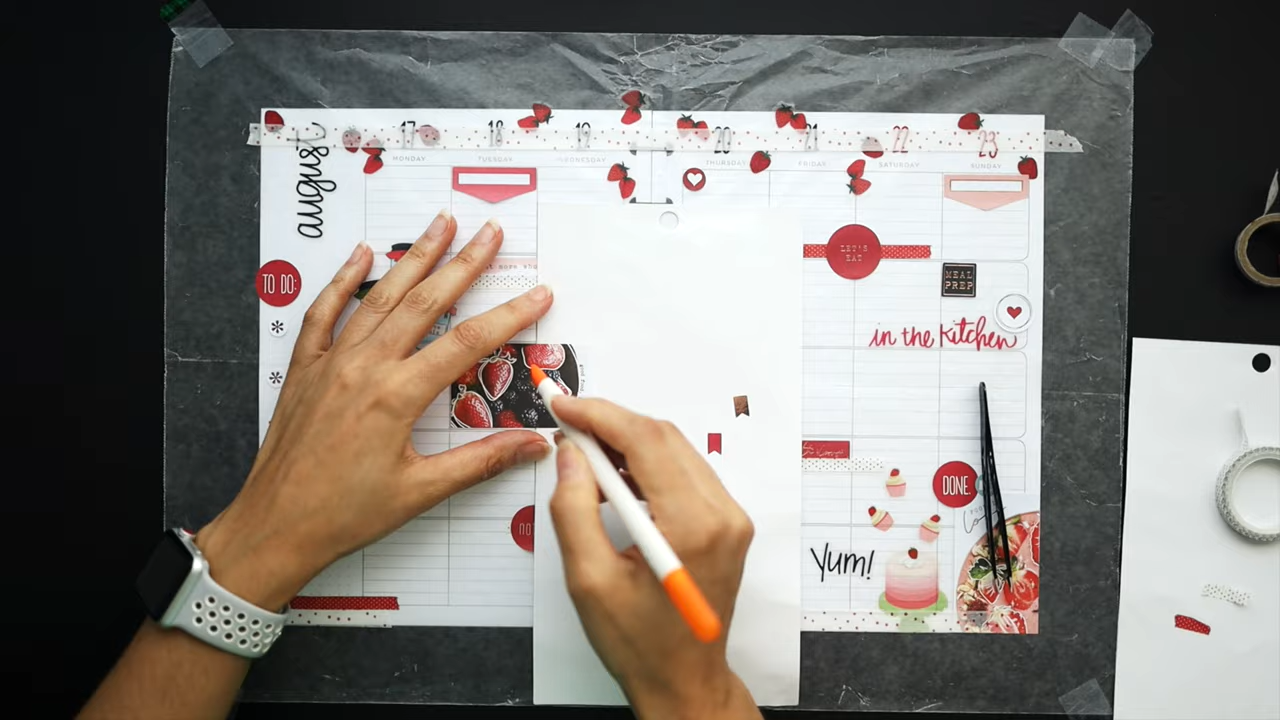 august
17 18 19 20 21 22 23
MONDAY TUESDAY WEDNESDAY THURSDAY FRIDAY SATURDAY SUNDAY
LET'S
EAT
TO DO:
MEAL
PREP
in the kitchen
DONE.
Yum!